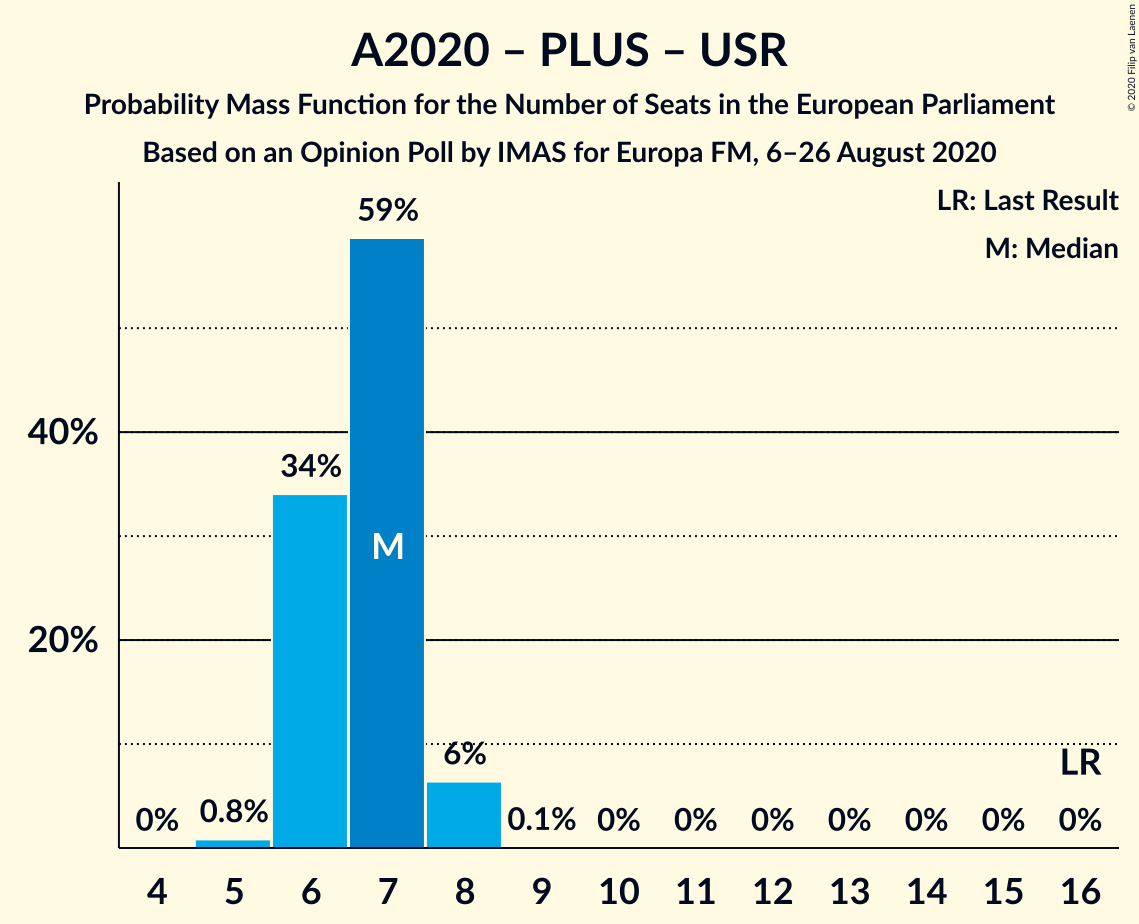 A2020 – PLUS – USR
Probability Mass Function for the Number of Seats in the European Parliament
Based on an Opinion Poll by IMAS for Europa FM, 6–26 August 2020
© 2020 Filip van Laenen
LR: Last Result
M: Median
59%
40%
34%
M
20%
6%
LR
0% 0.8% 0.1% 0% 0% 0% 0% 0% 0% 0%
4 5 6 7 8 9 10 11 12 13 14 15 16